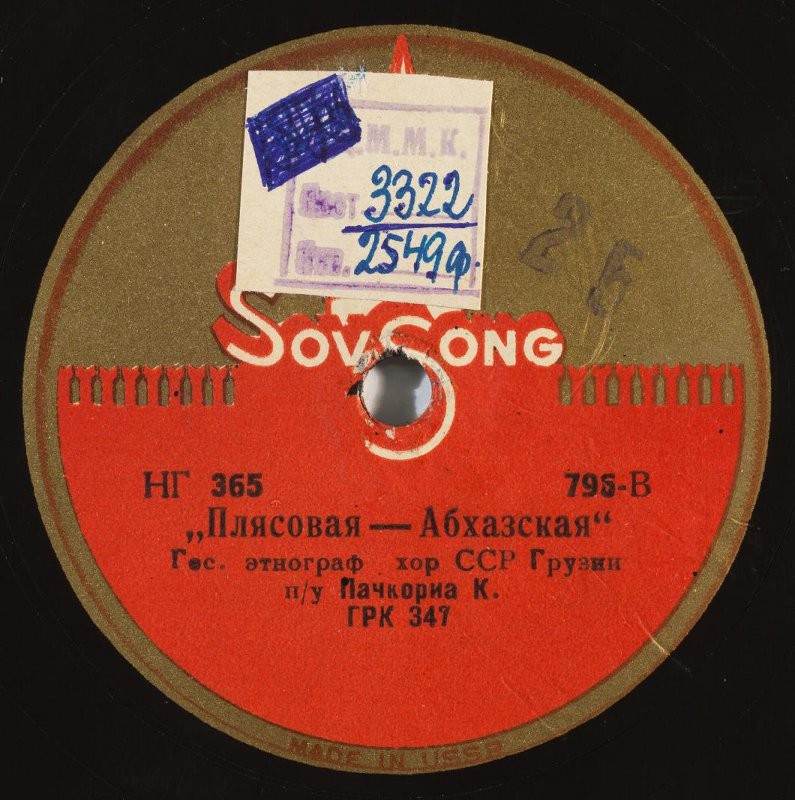 .М.М.К.
3322
2549ф.
25
SOVSONG
НГ 365 795-В
„Плясовая — Абхазская“
Гос. этнограф хор ССР Грузии
п/у Пачкориа К.
ГРК 347
MADE IN USSR